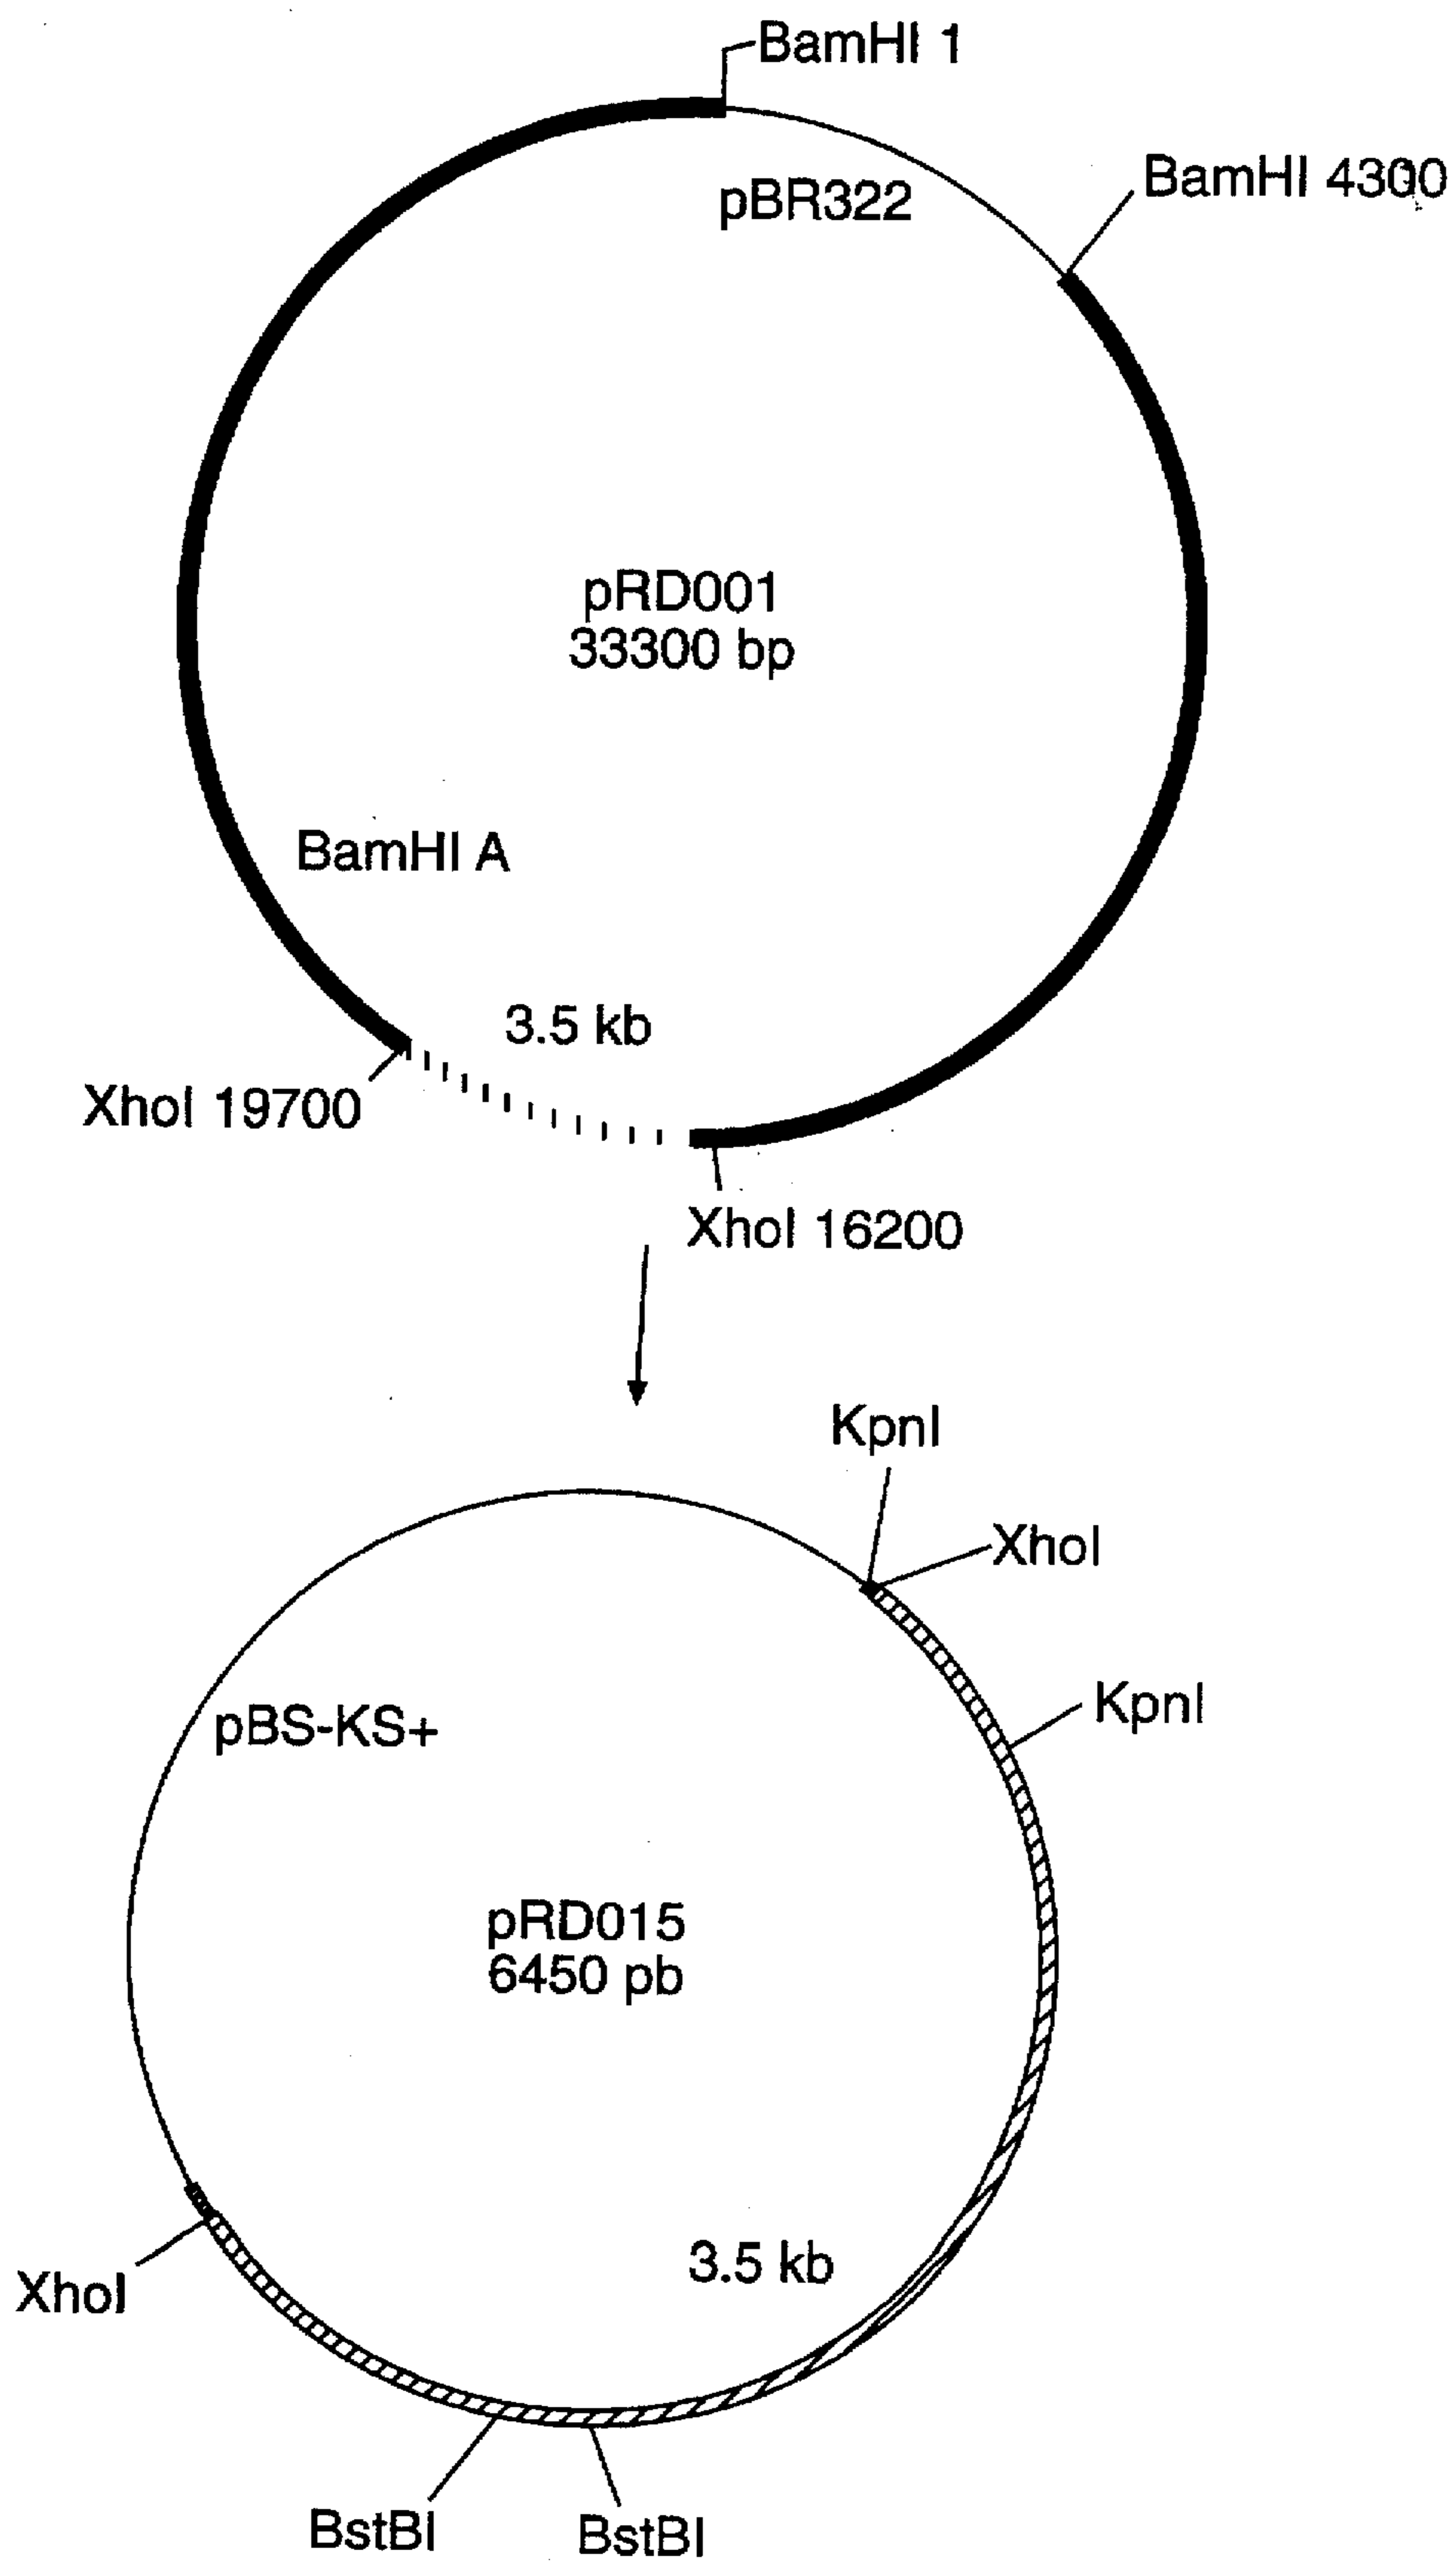 BamHI 1
BamHI 4300
pBR322
pRD001
33300 bp
BamHI A
3.5 kb
XhoI 19700
XhoI 16200
KpnI
XhoI
KpnI
pBS-KS+
pRD015
6450 pb
3.5 kb
XhoI
BstBI
BstBI